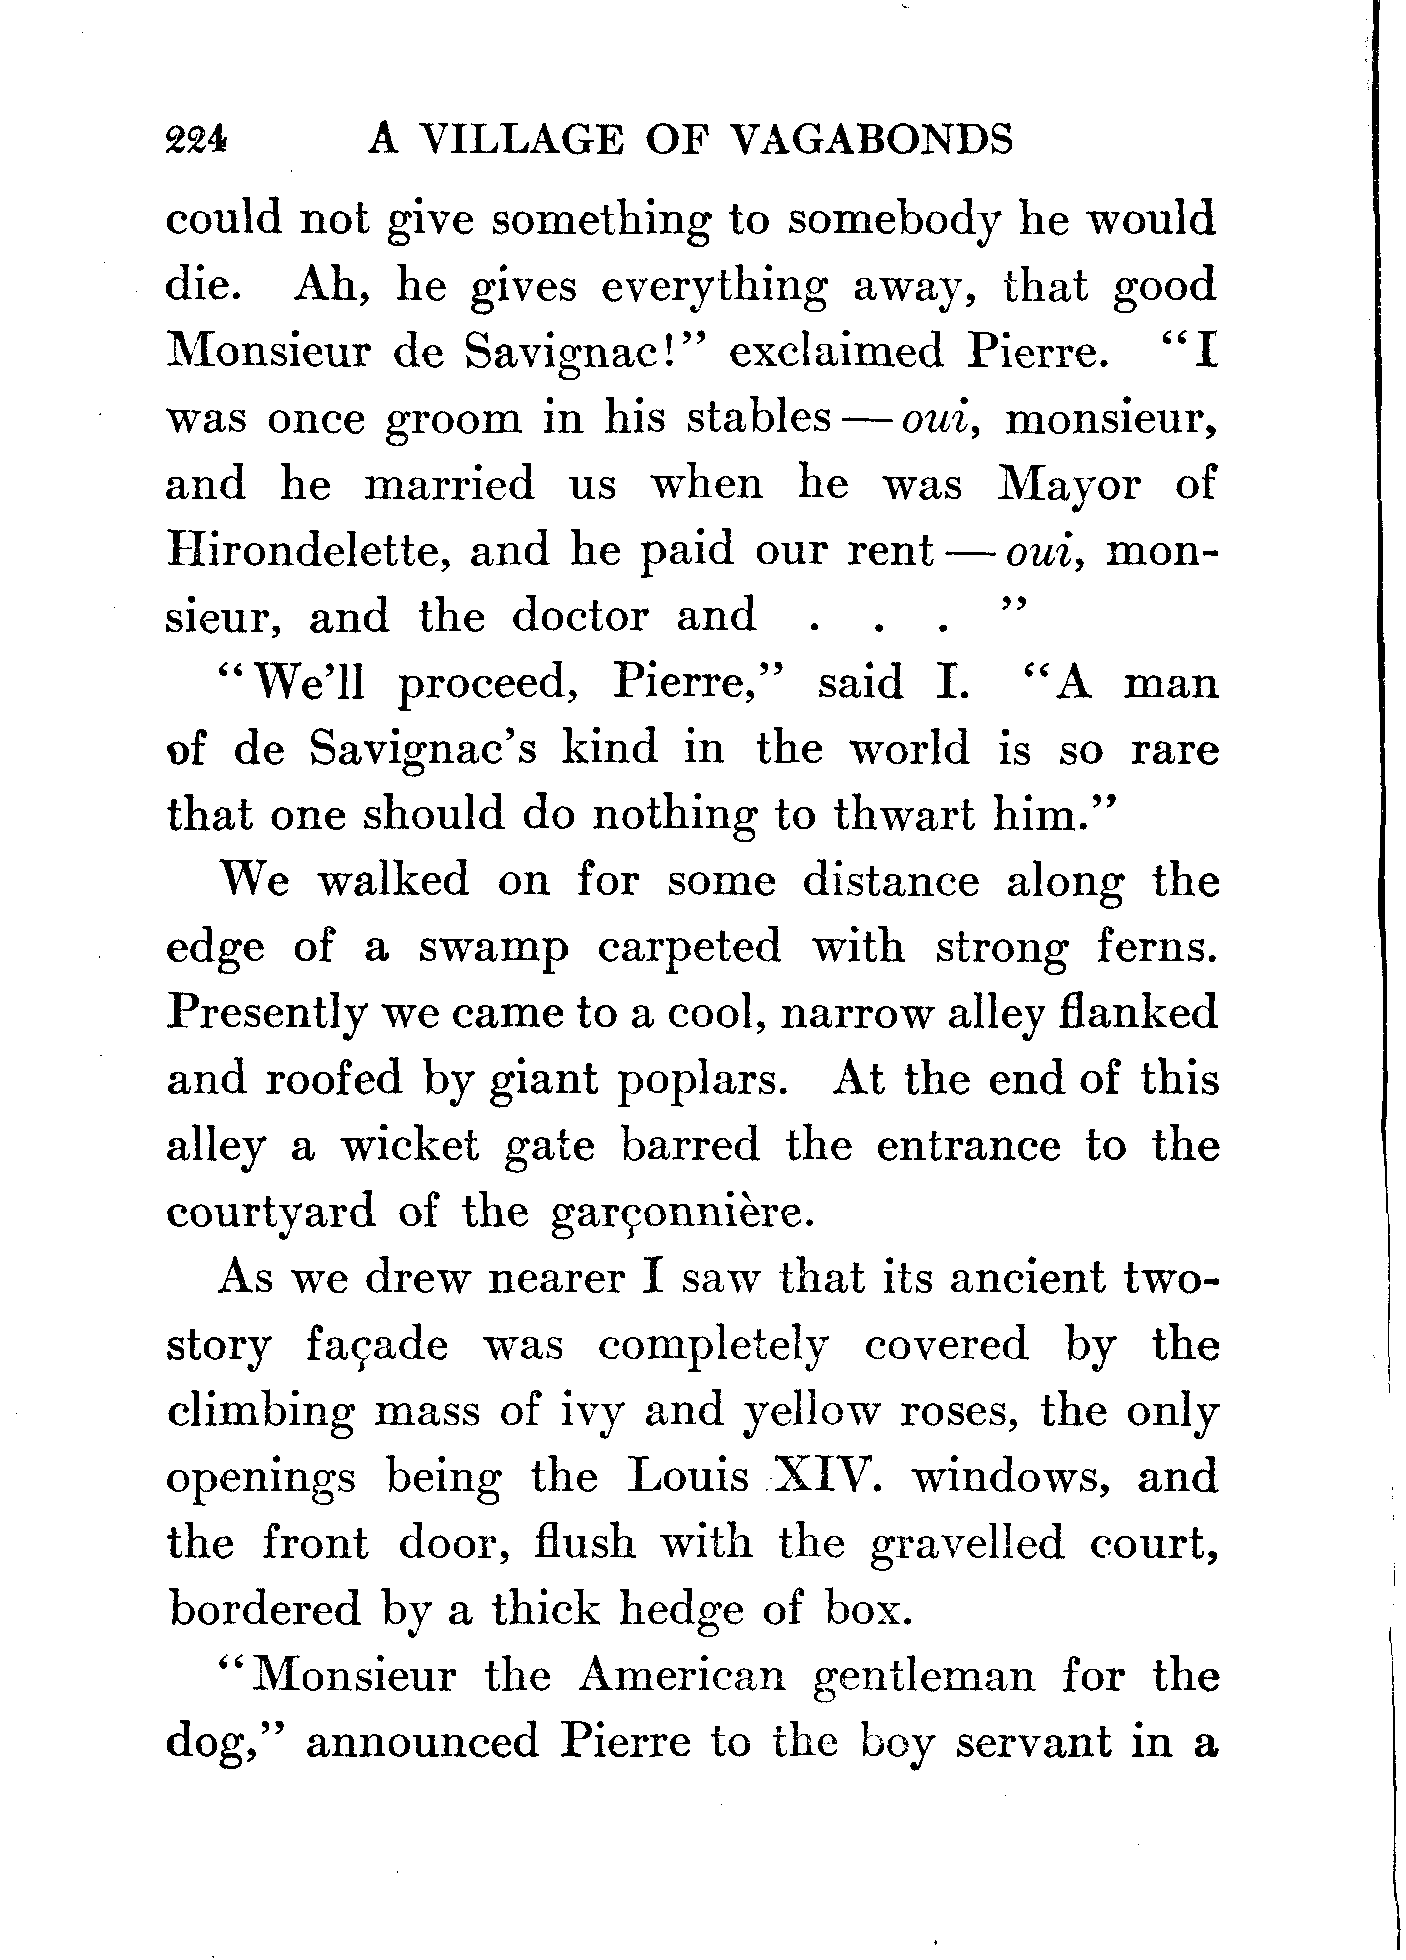 224 A VILLAGE OF VAGABONDS
could not give something to somebody he would
die. Ah, he gives everything away, that good
Monsieur de Savignac!” exclaimed Pierre. “I
was once groom in his stables—oui, monsieur,
and he married us when he was Mayor of
Hirondelette, and he paid our rent—oui, mon-
sieur, and the doctor and . . . ”
“We’ll proceed, Pierre,” said I. “A man
of de Savignac’s kind in the world is so rare
that one should do nothing to thwart him.”
We walked on for some distance along the
edge of a swamp carpeted with strong ferns.
Presently we came to a cool, narrow alley flanked
and roofed by giant poplars. At the end of this
alley a wicket gate barred the entrance to the
courtyard of the garçonnière.
As we drew nearer I saw that its ancient two-
story façade was completely covered by the
climbing mass of ivy and yellow roses, the only
openings being the Louis XIV. windows, and
the front door, flush with the gravelled court,
bordered by a thick hedge of box.
“Monsieur the American gentleman for the
dog,” announced Pierre to the boy servant in a